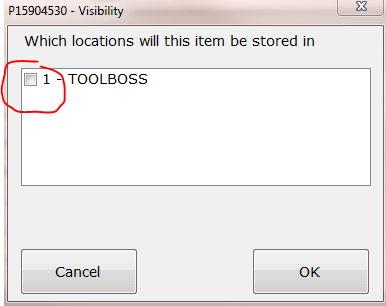 P15904530 - Visibility
Which locations will this item be stored in
1 - TOOLBOSS
Cancel
OK